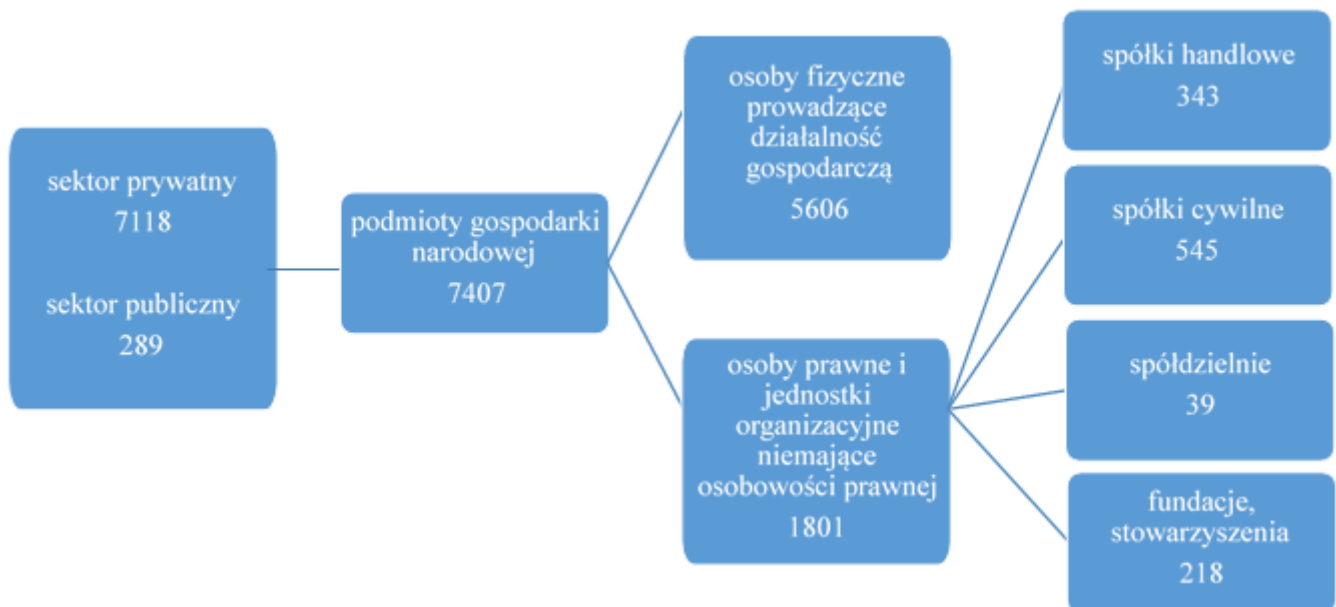 sektor prywatny
7118
sektor publiczny
289
podmioty gospodarki
narodowej
7407
osoby fizyczne
prowadzące
działalność
gospodarczą
5606
osoby prawne i
jednostki
organizacyjne
niemające
osobowości prawnej
1801
spółki handlowe
343
spółki cywilne
545
spółdzielnie
39
fundacje,
stowarzyszenia
218